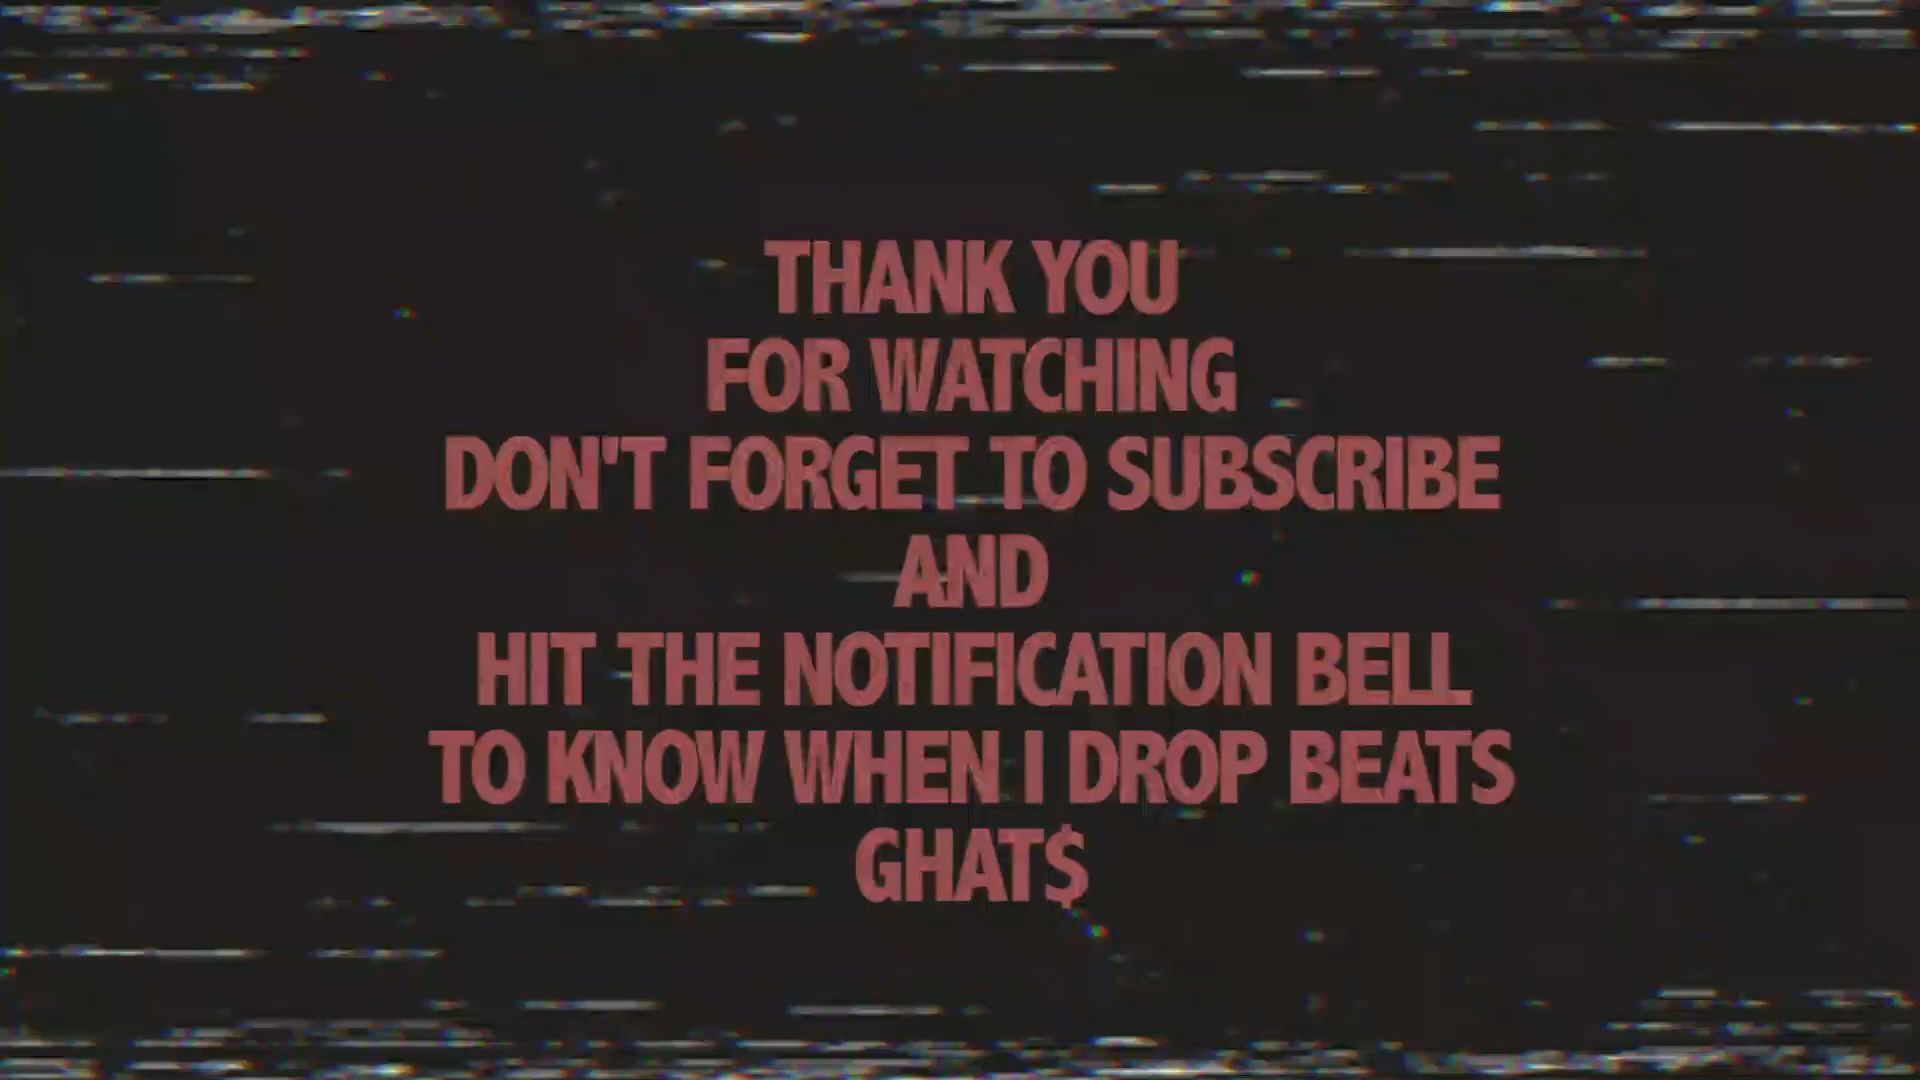 THANK YOU
FOR WATCHING
DON'T FORGET TO SUBSCRIBE
AND
HIT THE NOTIFICATION BELL
TO KNOW WHEN I DROP BEATS
GHAT$